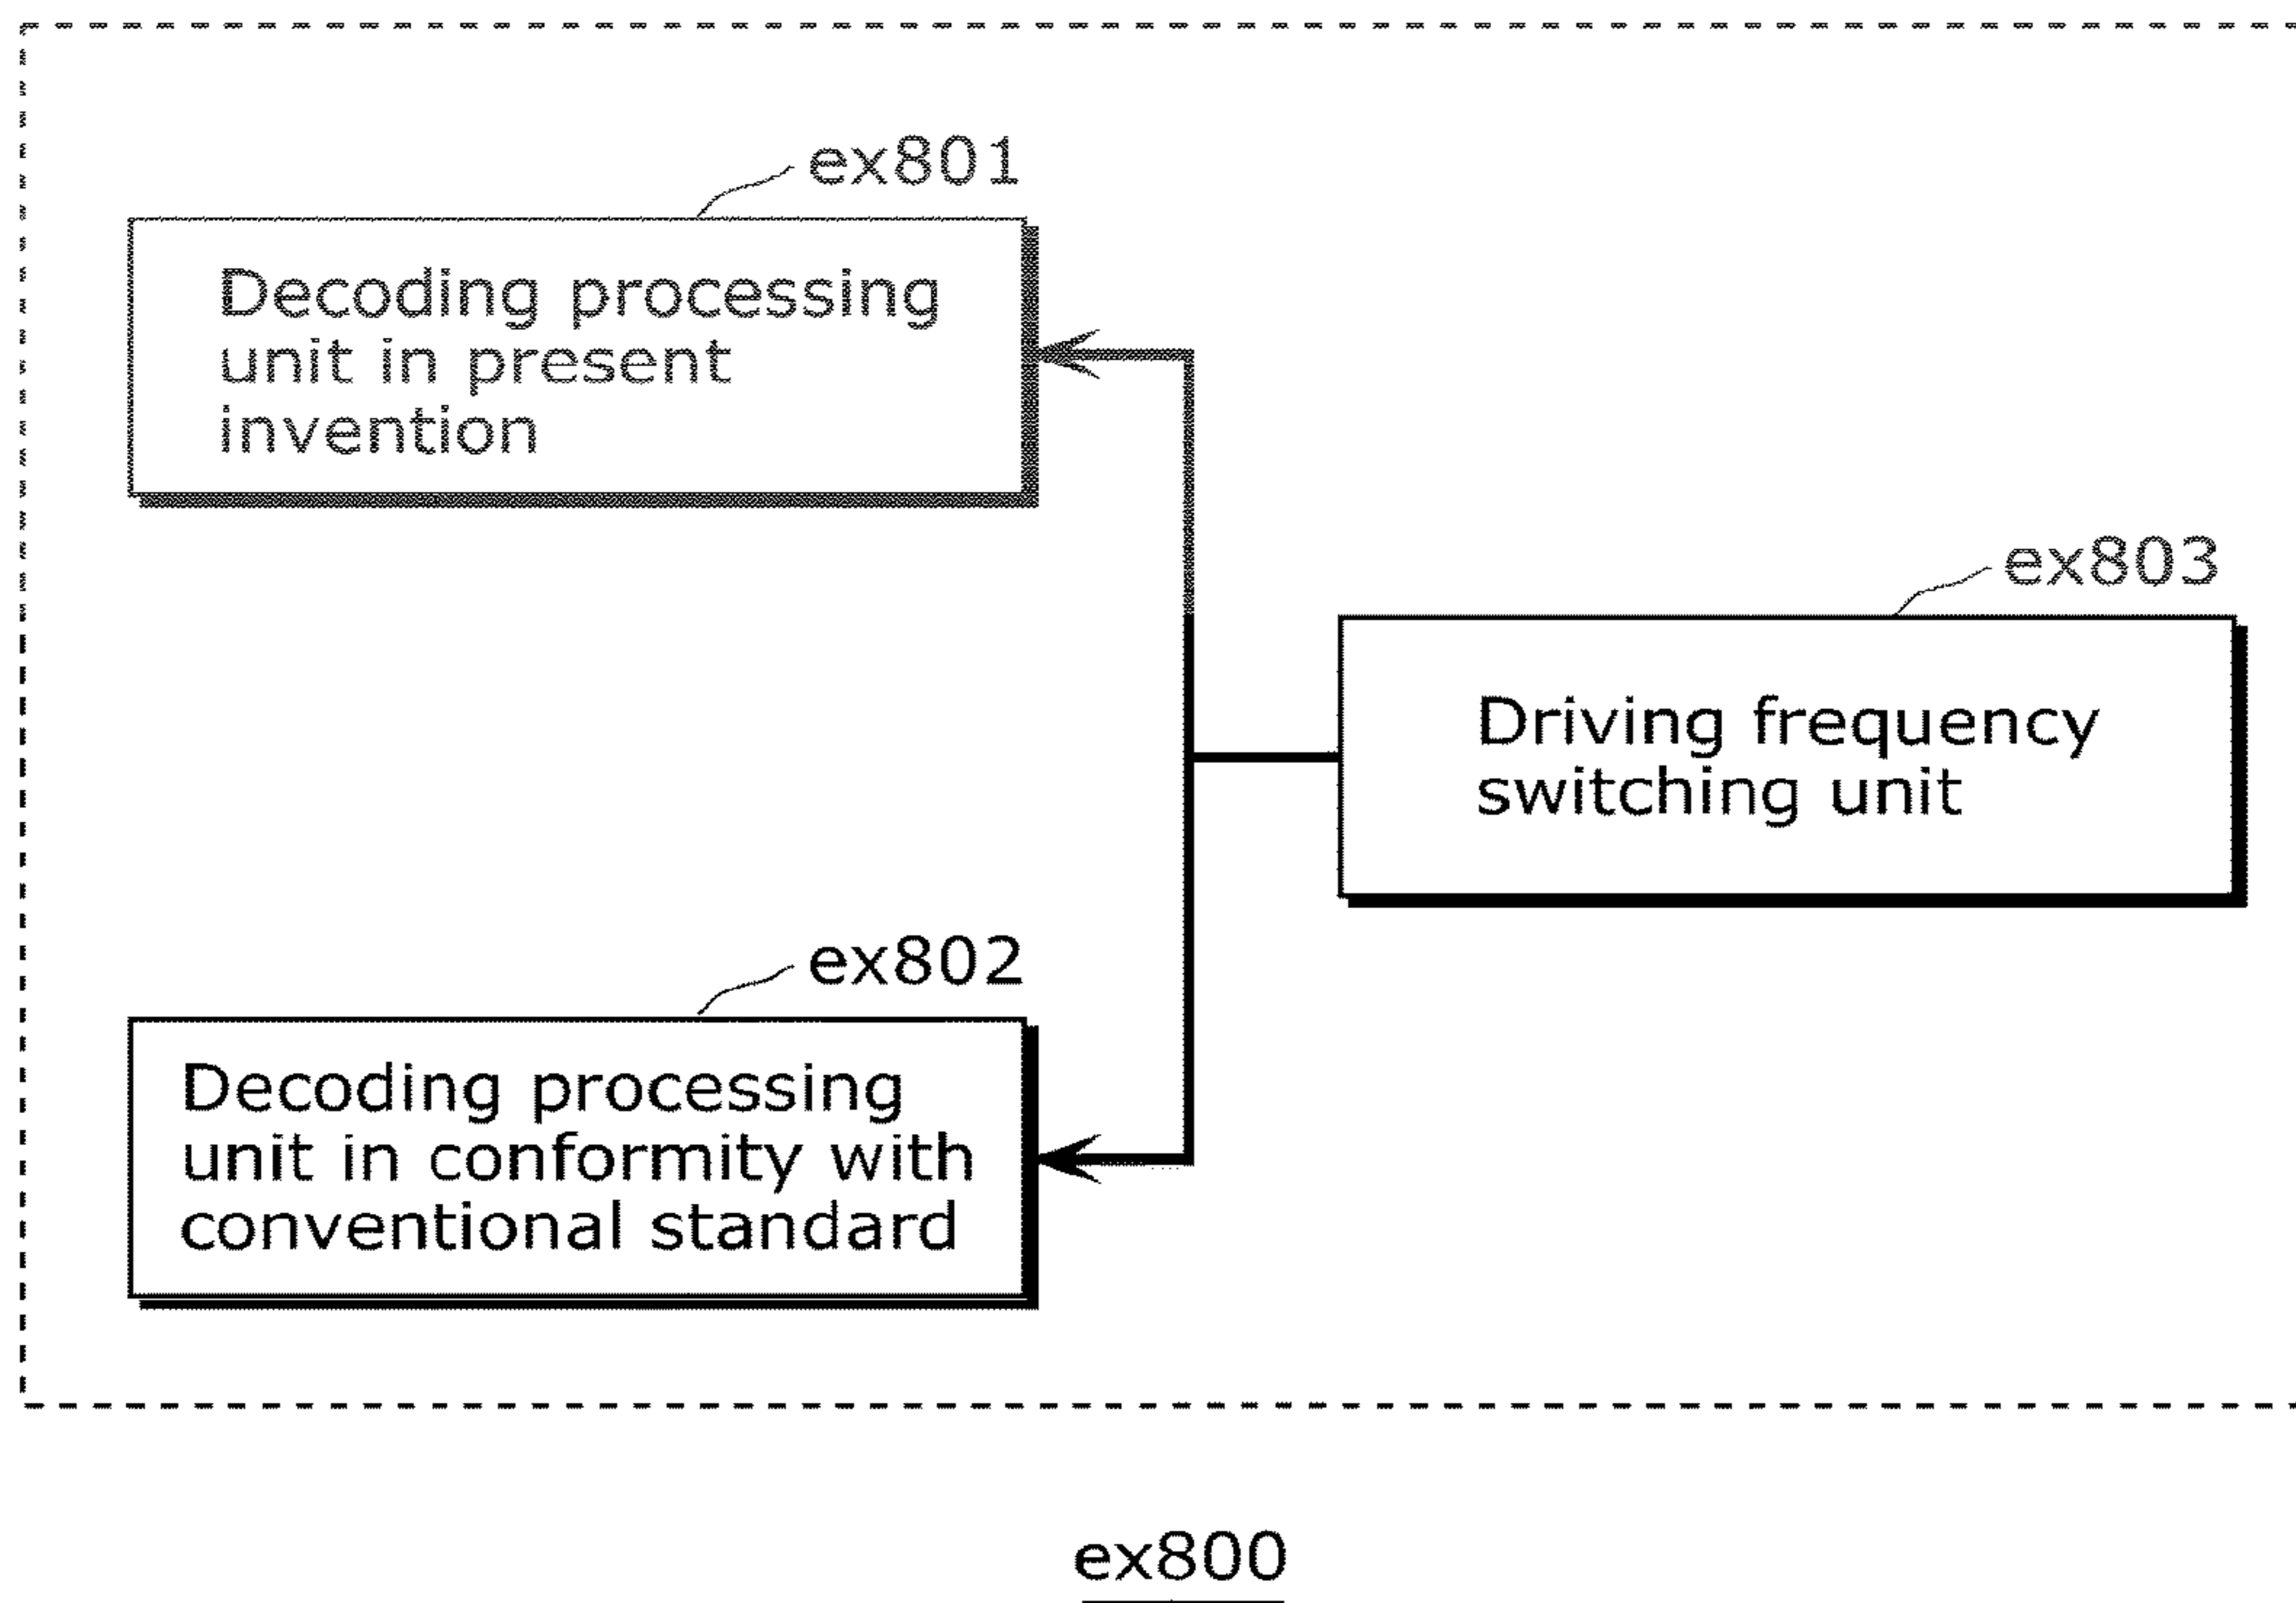 ex801
Decoding processing
unit in present
invention
ex803
Driving frequency
switching unit
ex802
Decoding processing
unit in conformity with
conventional standard
ex800